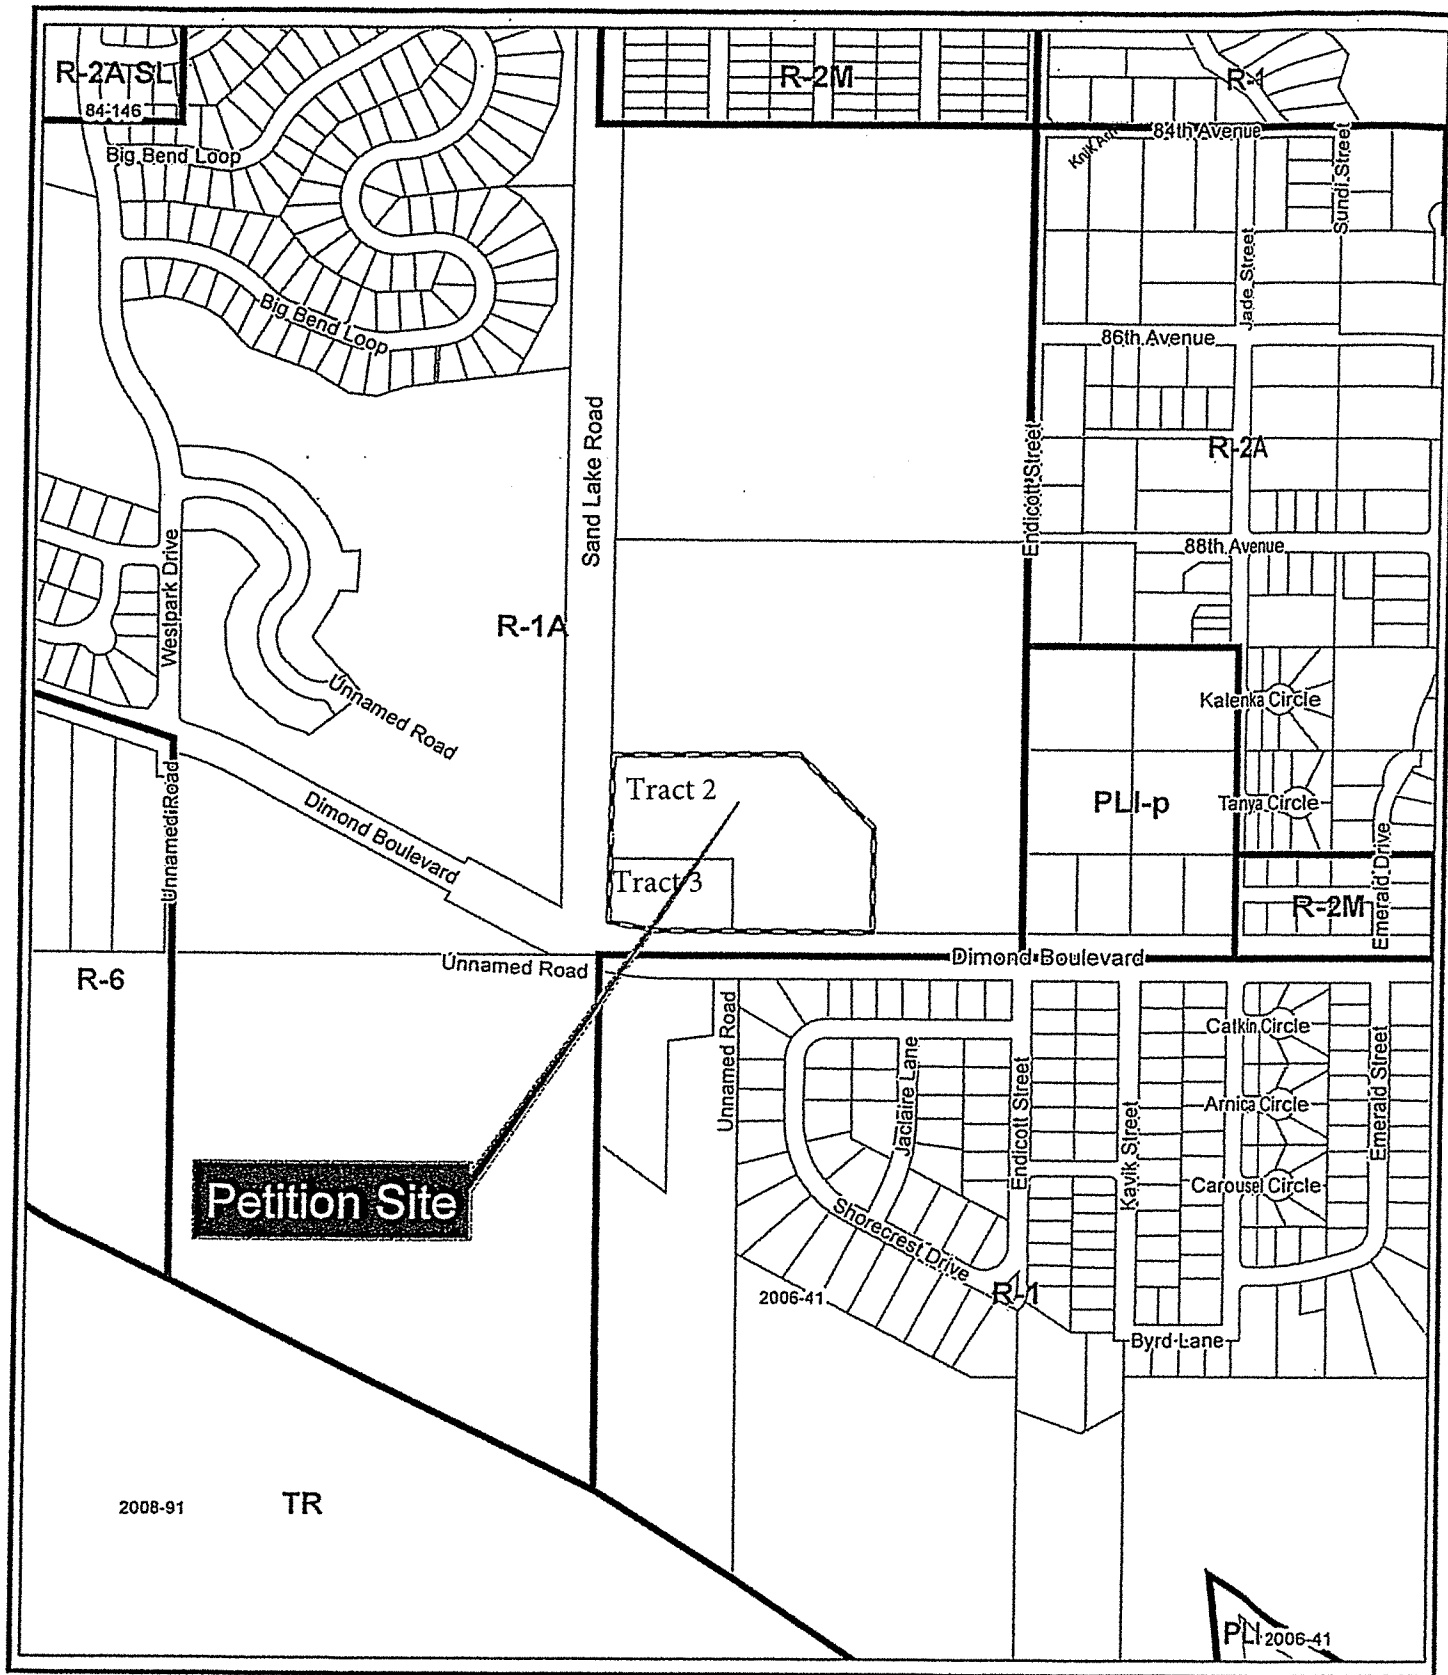 R-2A SL
84-146
R-2M
R-1
84th Avenue
Knik Arm
Big Bend Loop
Sundi Street
Jade Street
Big Bend Loop
86th Avenue
Sand Lake Road
Endicott Street
R-2A
88th Avenue
Westpark Drive
R-1A
Unnamed Road
Kalenka Circle
Unnamed Road
Dimond Boulevard
Tract 2
PLI-p
Tanya Circle
Tract 3
Emerald Drive
R-2M
R-6
Unnamed Road
Dimond Boulevard
Unnamed Road
Catkin Circle
Jaclaire Lane
Endicott Street
Emerald Street
Arnica Circle
Kavik Street
Petition Site
Carousel Circle
Shorecrest Drive
2006-41
R-1
Byrd Lane
2008-91
TR
PLI
2006-41